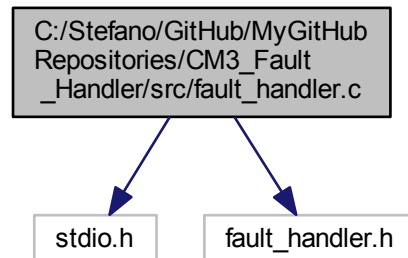 C:/Stefano/GitHub/MyGitHub
Repositories/CM3_Fault
_Handler/src/fault_handler.c
stdio.h
fault_handler.h